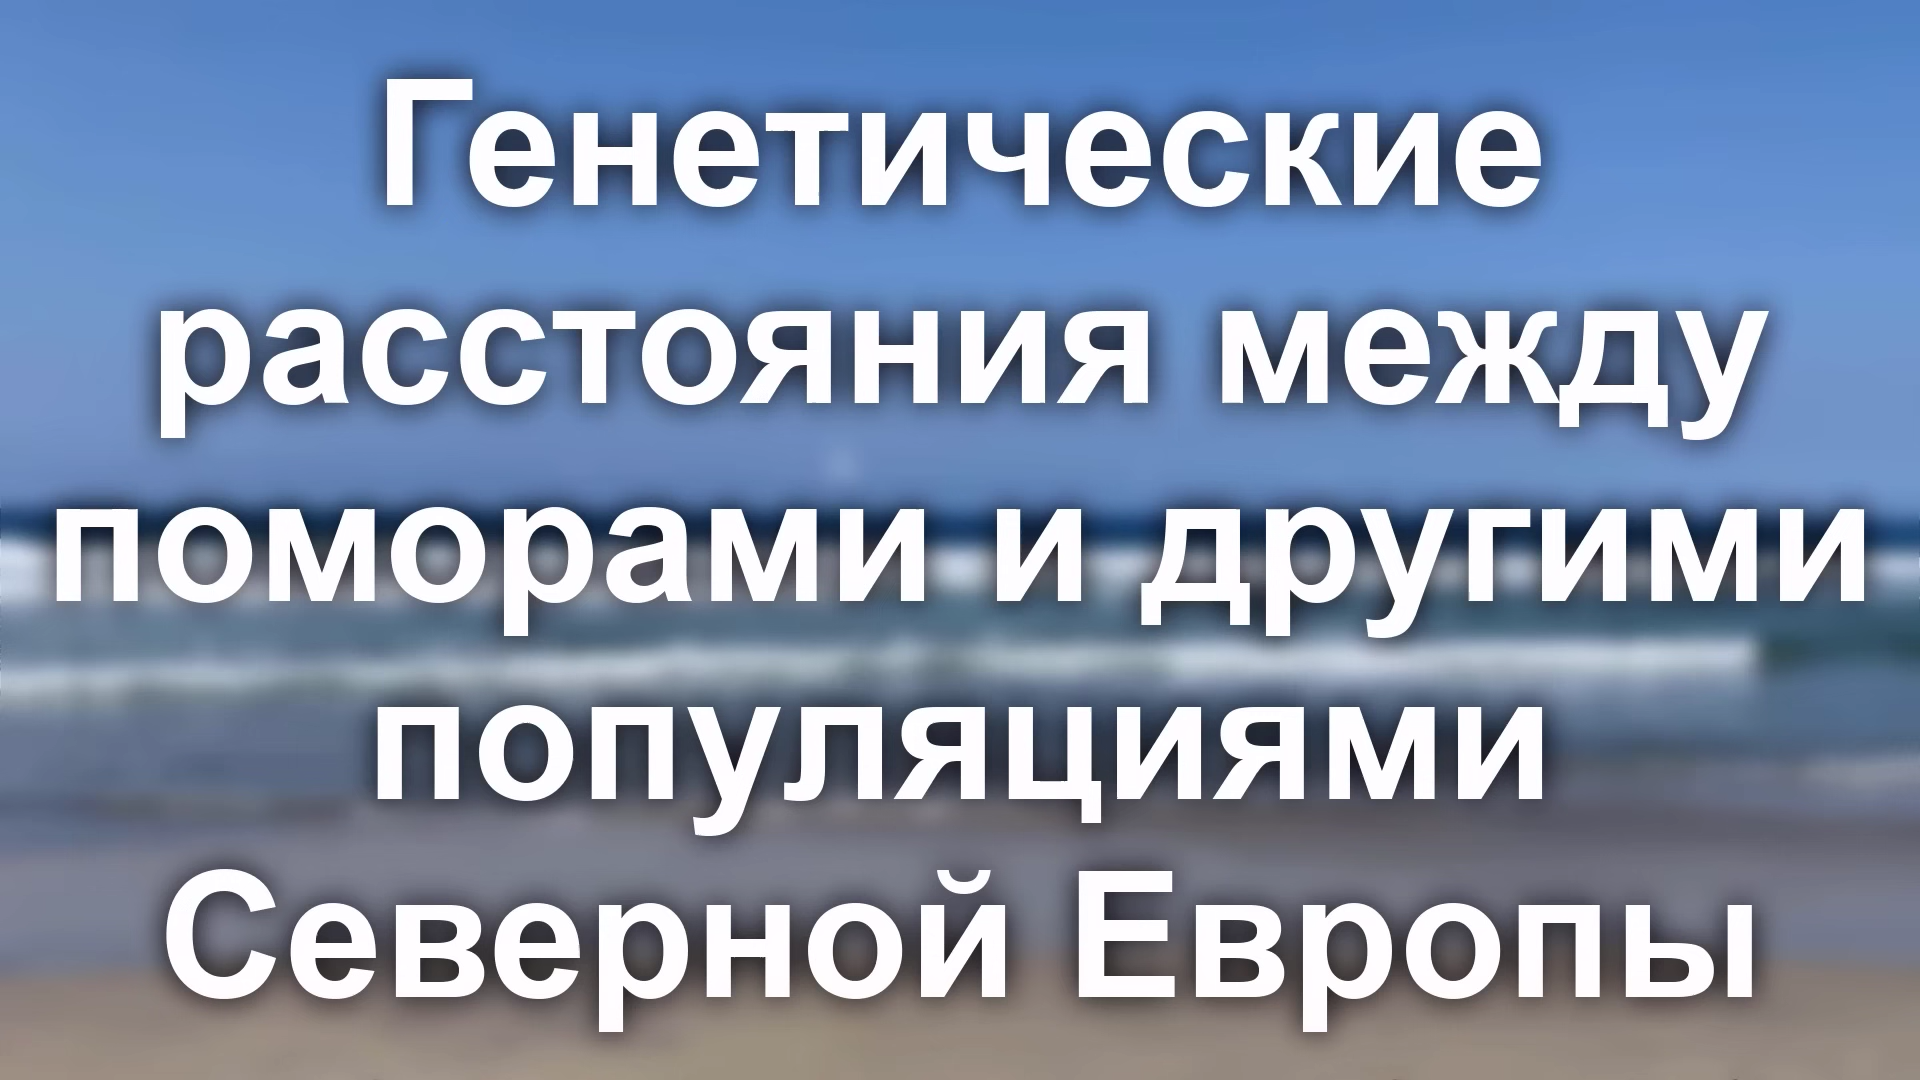 Генетические
расстояния между
поморами и другими
популяциями
Северной Европы